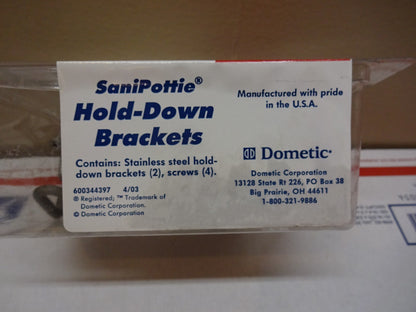 SaniPottie®
Hold-Down
Brackets
Contains: Stainless steel hold-
down brackets (2), screws (4).
600344397 4/03
® Registered; ™ Trademark of
Dometic Corporation.
© Dometic Corporation
Manufactured with pride
in the U.S.A.
Dometic®
Dometic Corporation
13128 State Rt 226, PO Box 38
Big Prairie, OH 44611
1-800-321-9886